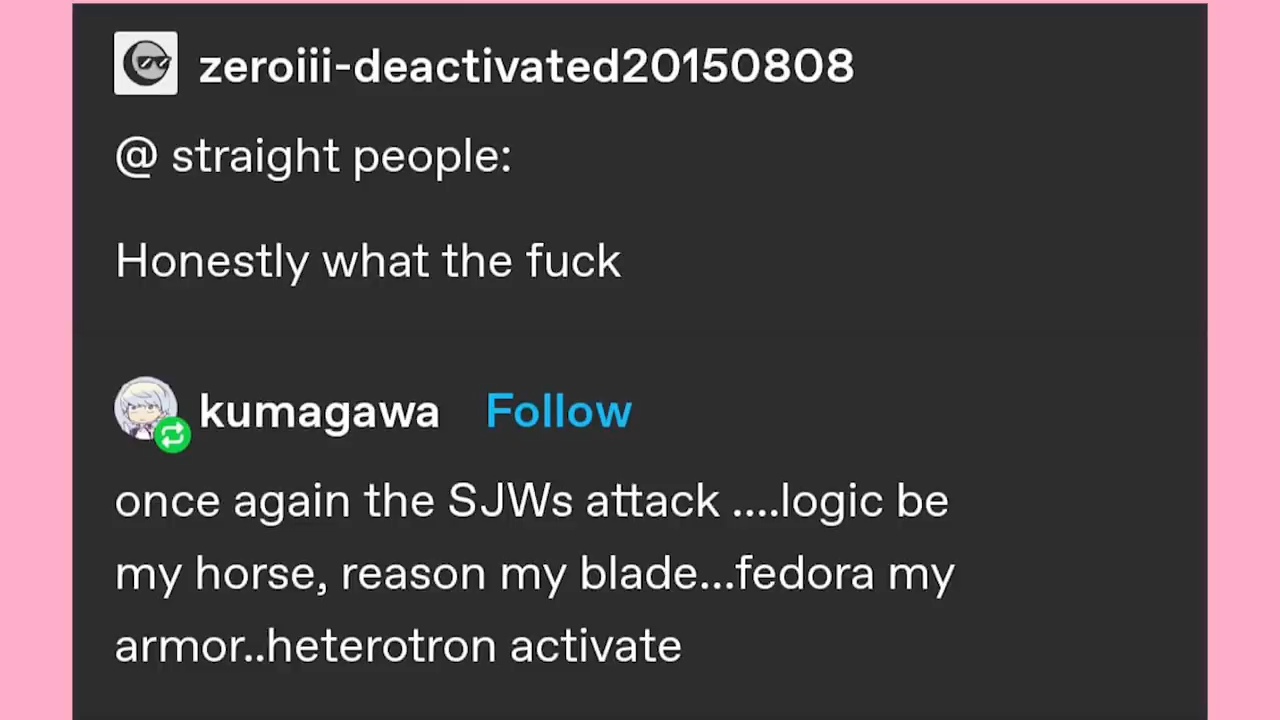 zeroiii-deactivated20150808
@ straight people:
Honestly what the fuck
kumagawa Follow
once again the SJWs attack ....logic be
my horse, reason my blade...fedora my
armor..heterotron activate